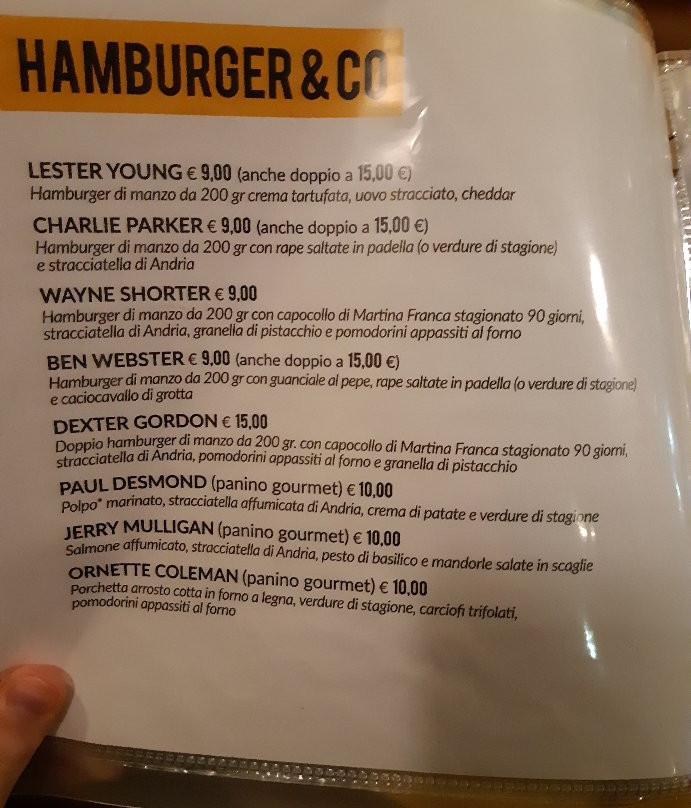 HAMBURGER & CO
LESTER YOUNG € 9,00 (anche doppio a 15,00 €)
Hamburger di manzo da 200 gr crema tartufata, uovo stracciato, cheddar
CHARLIE PARKER € 9,00 (anche doppio a 15,00 €)
Hamburger di manzo da 200 gr con rape saltate in padella (o verdure di stagione)
e stracciatella di Andria
WAYNE SHORTER € 9,00
Hamburger di manzo da 200 gr con capocollo di Martina Franca stagionato 90 giorni,
stracciatella di Andria, granella di pistacchio e pomodorini appassiti al forno
BEN WEBSTER € 9,00 (anche doppio a 15,00 €)
Hamburger di manzo da 200 gr con guanciale al pepe, rape saltate in padella (o verdure di stagione)
e caciocavallo di grotta
DEXTER GORDON € 15,00
Doppio hamburger di manzo da 200 gr. con capocollo di Martina Franca stagionato 90 giorni,
stracciatella di Andria, pomodorini appassiti al forno e granella di pistacchio
PAUL DESMOND (panino gourmet) € 10,00
Polpo* marinato, stracciatella affumicata di Andria, crema di patate e verdure di stagione
JERRY MULLIGAN (panino gourmet) € 10,00
Salmone affumicato, stracciatella di Andria, pesto di basilico e mandorle salate in scaglie
ORNETTE COLEMAN (panino gourmet) € 10,00
Porchetta arrosto cotta in forno a legna, verdure di stagione, carciofi trifolati,
pomodorini appassiti al forno